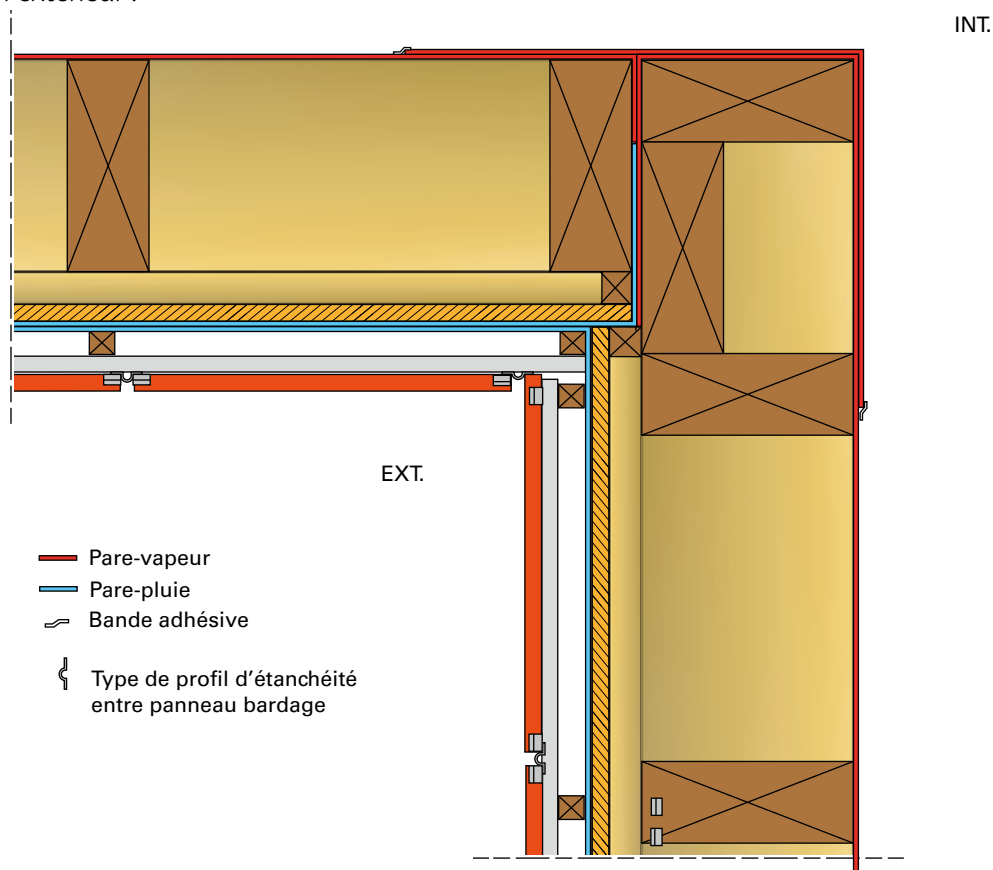 INT.
EXT.
Pare-vapeur
Pare-pluie
Bande adhésive
Type de profil d'étanchéité
entre panneau bardage